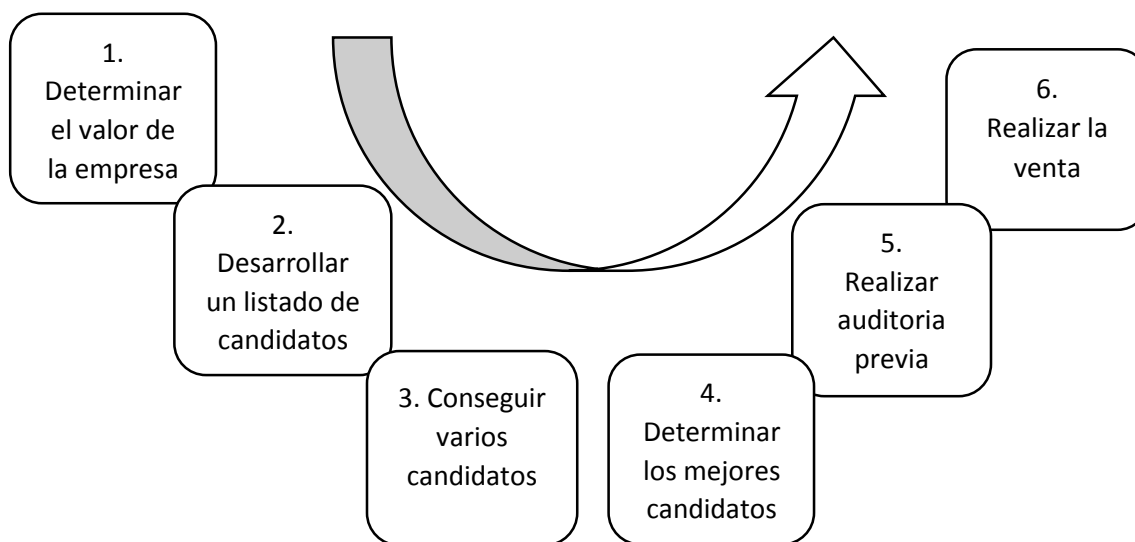 1.
Determinar
el valor de
la empresa
2.
Desarrollar
un listado de
candidatos
3. Conseguir
varios
candidatos
4.
Determinar
los mejores
candidatos
5.
Realizar
auditoria
previa
6.
Realizar la
venta